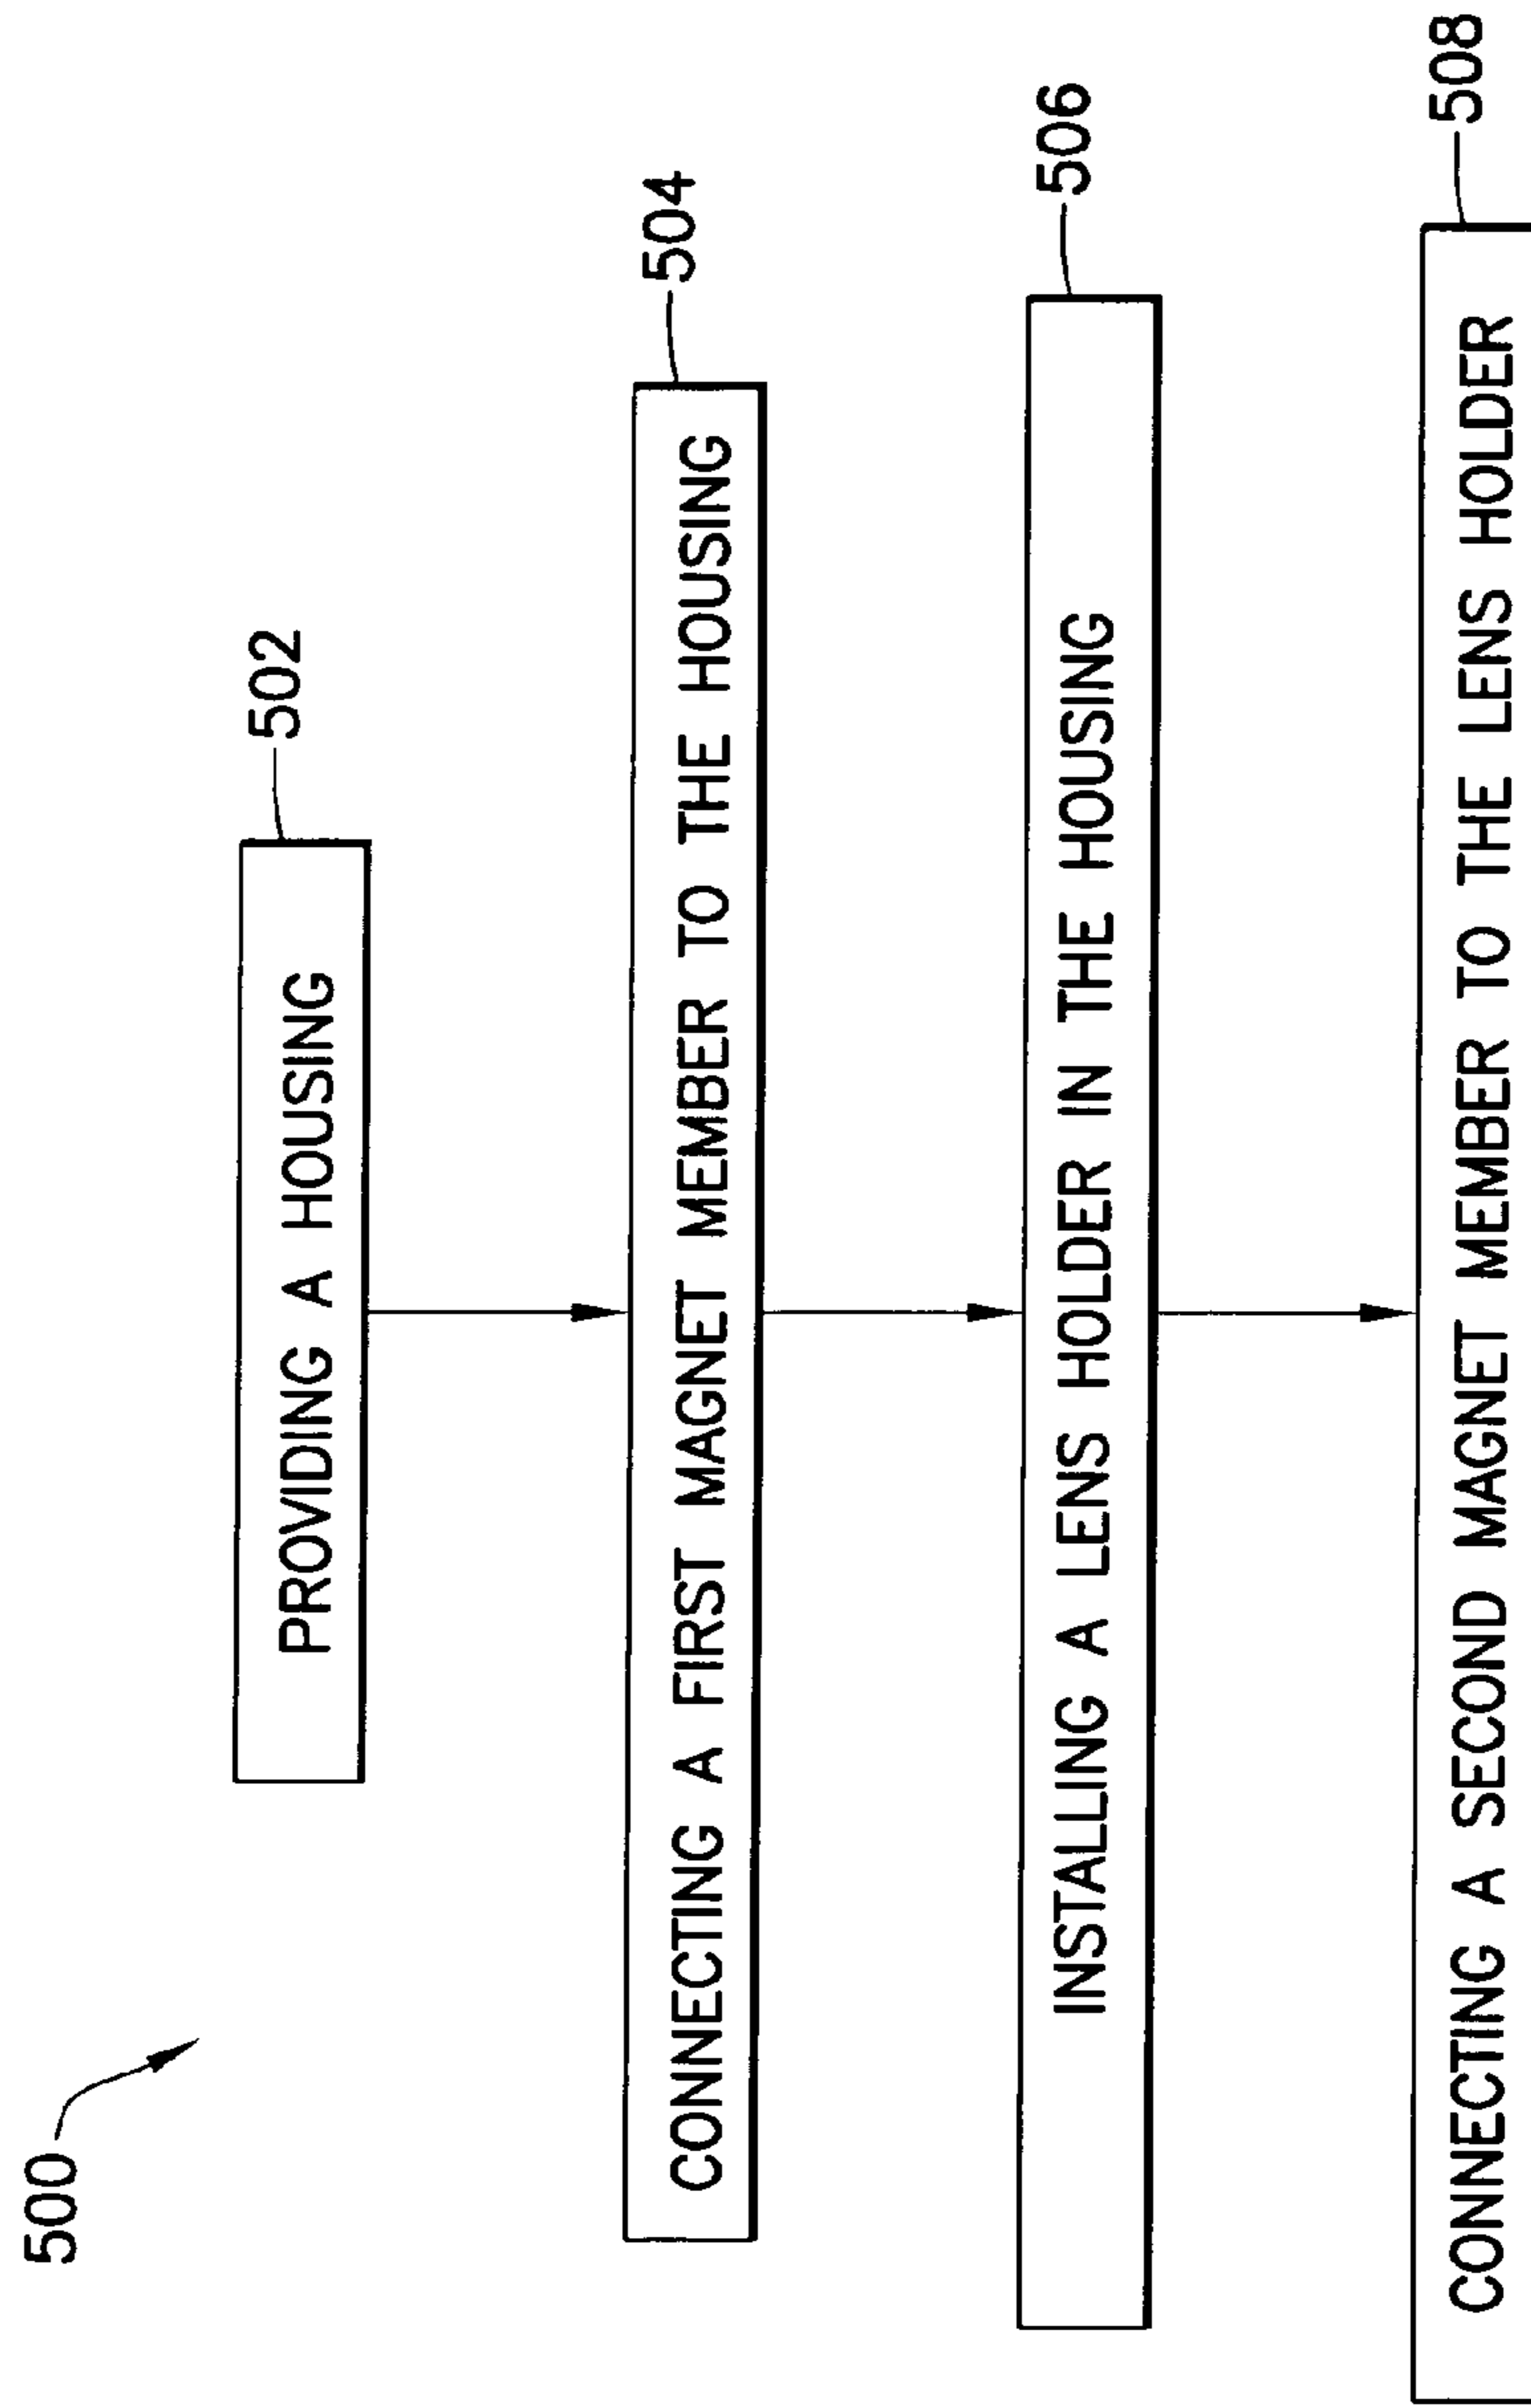 500
PROVIDING A HOUSING
502
CONNECTING A FIRST MAGNET MEMBER TO THE HOUSING
504
INSTALLING A LENS HOLDER IN THE HOUSING
506
CONNECTING A SECOND MAGNET MEMBER TO THE LENS HOLDER
508